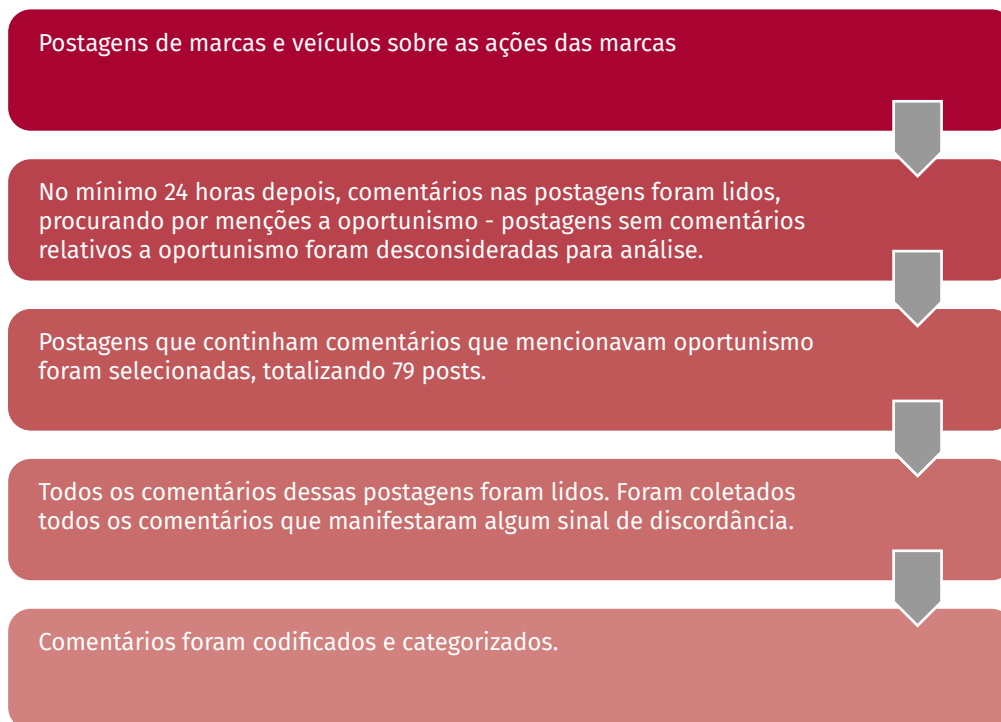 Postagens de marcas e veículos sobre as ações das marcas
No mínimo 24 horas depois, comentários nas postagens foram lidos,
procurando por menções a oportunismo - postagens sem comentários
relativos a oportunismo foram desconsideradas para análise.
Postagens que continham comentários que mencionavam oportunismo
foram selecionadas, totalizando 79 posts.
Todos os comentários dessas postagens foram lidos. Foram coletados
todos os comentários que manifestaram algum sinal de discordância.
Comentários foram codificados e categorizados.